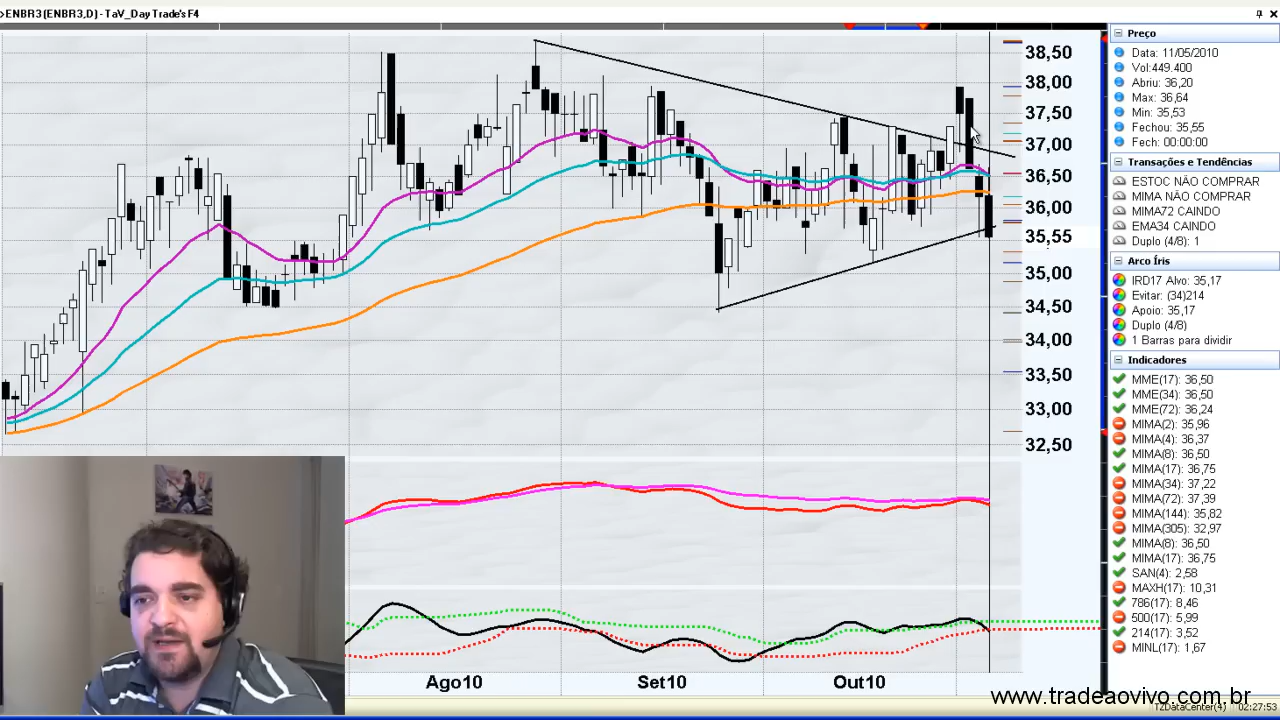 ENBR3(ENBR3,D) - TaV_Day Trade's F4
38,50
38,00
37,50
37,00
36,50
36,00
35,55
35,00
34,50
34,00
33,50
33,00
32,50
Ago10
Set10
Out10
Preço
Data: 11/05/2010
Vol:449.400
Abriu: 36,20
Max: 36,64
Min: 35,53
Fechou: 35,55
Fech: 00:00:00
Transações e Tendências
ESTOC NÃO COMPRAR
MIMA NÃO COMPRAR
MIMA72 CAINDO
EMA34 CAINDO
Duplo (4/8): 1
Arco Íris
IRD17 Alvo: 35,17
Evitar: (34)214
Apoio: 35,17
Duplo (4/8)
1 Barras para dividir
Indicadores
MME(17): 36,50
MME(34): 36,50
MME(72): 36,24
MIMA(2): 35,96
MIMA(4): 36,37
MIMA(8): 36,50
MIMA(17): 36,75
MIMA(34): 37,22
MIMA(72): 37,39
MIMA(144): 35,82
MIMA(305): 32,97
MIMA(8): 36,50
MIMA(17): 36,75
SAN(4): 2,58
MAXH(17): 10,31
786(17): 8,46
500(17): 5,99
214(17): 3,52
MINL(17): 1,67
www.tradeaovivo.com.br
TZDataCenter(4) 02:27:53